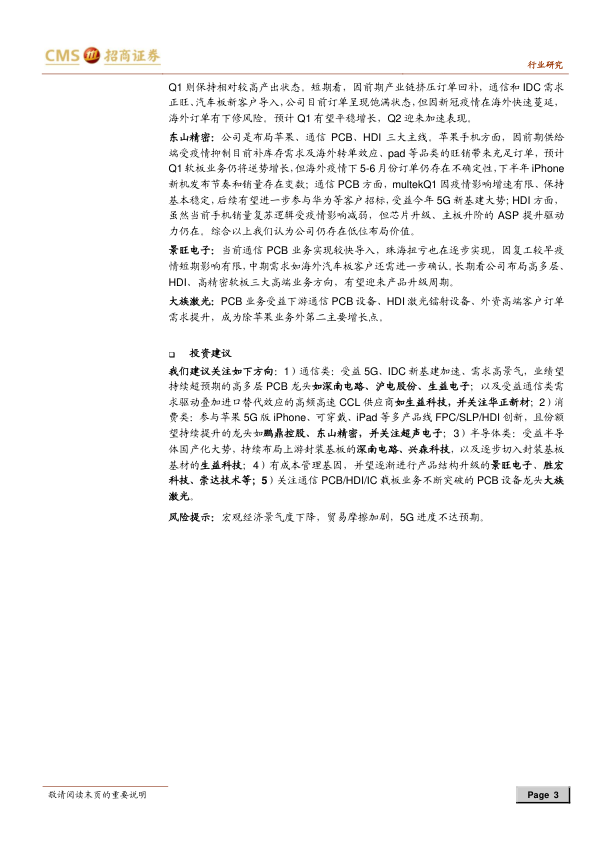 CMS 招商证券
行业研究
Q1 则保持相对较高产出状态。短期看，因前期产业链挤压订单回补，通信和 IDC 需求
正旺、汽车板新客户导入，公司目前订单呈现饱满状态，但因新冠疫情在海外快速蔓延，
海外订单有下修风险。预计 Q1 有望平稳增长，Q2 迎来加速表现。
东山精密：公司是布局苹果、通信 PCB、HDI 三大主线。苹果手机方面，因前期供给
端受疫情抑制目前补库存需求及海外转单效应、pad 等品类的旺销带来充足订单，预计
Q1 软板业务仍将逆势增长，但海外疫情下 5-6 月份订单仍存在不确定性，下半年 iPhone
新机发布节奏和销量存在变数；通信 PCB 方面，multekQ1 因疫情影响增速有限、保持
基本稳定，后续有望进一步参与华为等客户招标，受益今年 5G 新基建大势；HDI 方面，
虽然当前手机销量复苏逻辑受疫情影响减弱，但芯片升级、主板升阶的 ASP 提升驱动
力仍在。综合以上我们认为公司仍存在低位布局价值。
景旺电子：当前通信 PCB 业务实现较快导入，珠海扭亏也在逐步实现，因复工较早疫
情短期影响有限，中期需求如海外汽车板客户还需进一步确认。长期看公司布局高多层、
HDI、高精密软板三大高端业务方向，有望迎来产品升级周期。
大族激光：PCB 业务受益下游通信 PCB 设备、HDI 激光镭射设备、外资高端客户订单
需求提升，成为除苹果业务外第二主要增长点。
❑ 投资建议
我们建议关注如下方向：1）通信类：受益 5G、IDC 新基建加速、需求高景气，业绩望
持续超预期的高多层 PCB 龙头如深南电路、沪电股份、生益电子；以及受益通信类需
求驱动叠加进口替代效应的高频高速 CCL 供应商如生益科技，并关注华正新材；2）消
费类：参与苹果 5G 版 iPhone、可穿戴、iPad 等多产品线 FPC/SLP/HDI 创新，且份额
望持续提升的龙头如鹏鼎控股、东山精密，并关注超声电子；3）半导体类：受益半导
体国产化大势，持续布局上游封装基板的深南电路、兴森科技，以及逐步切入封装基板
基材的生益科技；4）有成本管理基因，并望逐渐进行产品结构升级的景旺电子、胜宏
科技、崇达技术等；5）关注通信 PCB/HDI/IC 载板业务不断突破的 PCB 设备龙头大族
激光。
风险提示：宏观经济景气度下降，贸易摩擦加剧，5G 进度不达预期。
敬请阅读末页的重要说明
Page 3